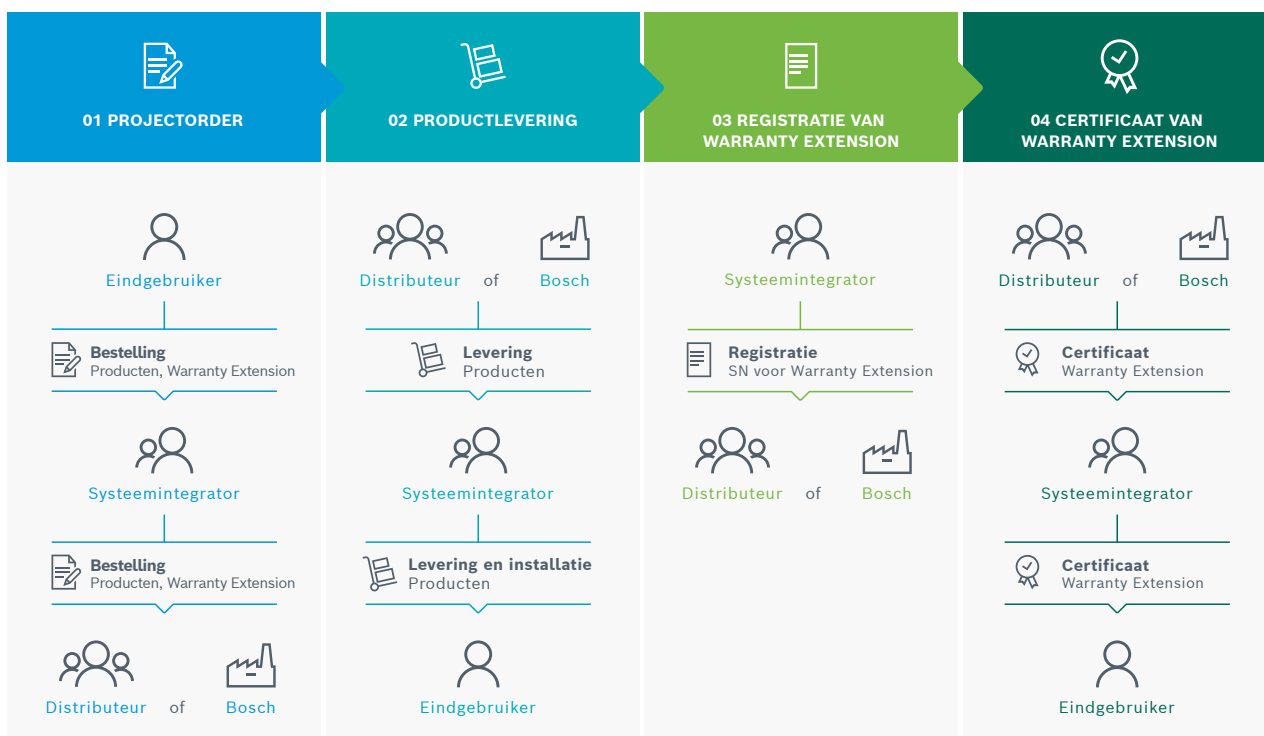 01 PROJECTORDER
Eindgebruiker
Bestelling
Producten, Warranty Extension
Systeemintegrator
Bestelling
Producten, Warranty Extension
Distributeur of Bosch
02 PRODUCTLEVERING
Distributeur of Bosch
Levering
Producten
Systeemintegrator
Levering en installatie
Producten
Eindgebruiker
03 REGISTRATIE VAN
WARRANTY EXTENSION
Systeemintegrator
Registratie
SN voor Warranty Extension
Distributeur of Bosch
04 CERTIFICAAT VAN
WARRANTY EXTENSION
Distributeur of Bosch
Certificaat
Warranty Extension
Systeemintegrator
Certificaat
Warranty Extension
Eindgebruiker